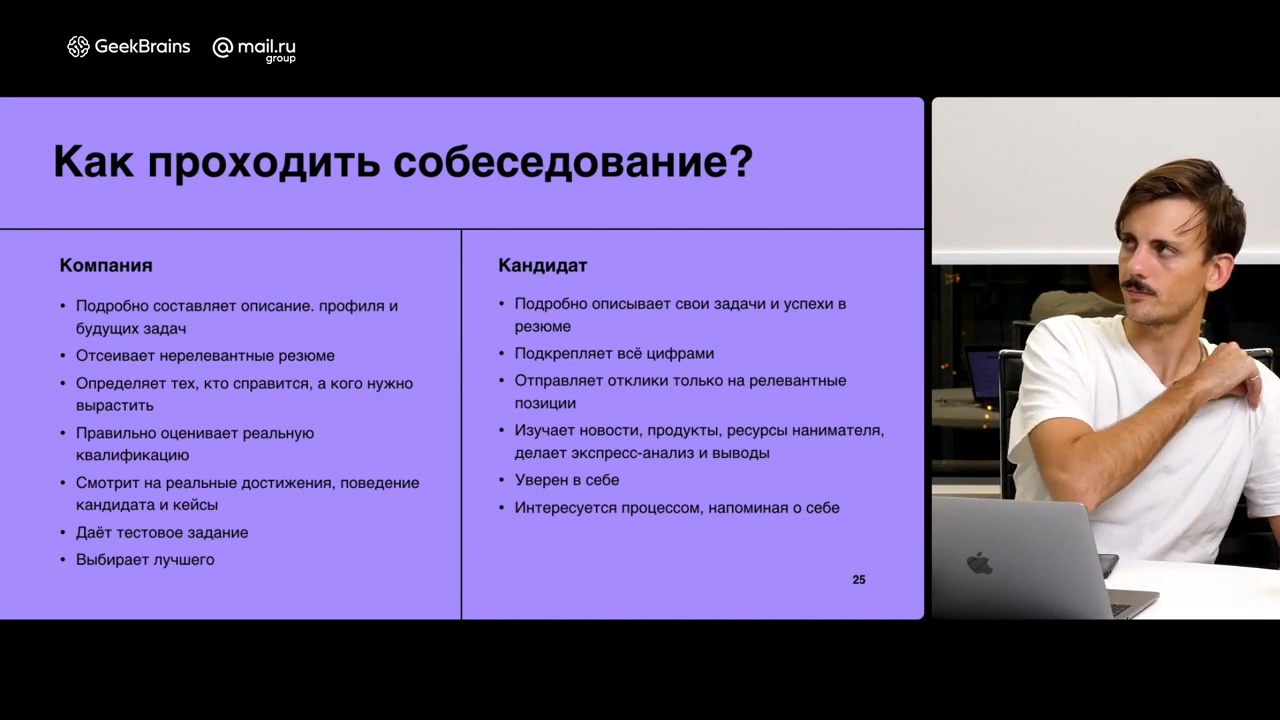 GeekBrains
@mail.ru
group
Как проходить собеседование?
Компания
• Подробно составляет описание. профиля и
будущих задач
• Отсеивает нерелевантные резюме
• Определяет тех, кто справится, а кого нужно
вырастить
• Правильно оценивает реальную
квалификацию
• Смотрит на реальные достижения, поведение
кандидата и кейсы
• Даёт тестовое задание
• Выбирает лучшего
Кандидат
• Подробно описывает свои задачи и успехи в
резюме
• Подкрепляет всё цифрами
• Отправляет отклики только на релевантные
позиции
• Изучает новости, продукты, ресурсы нанимателя,
делает экспресс-анализ и выводы
• Уверен в себе
• Интересуется процессом, напоминая о себе
25